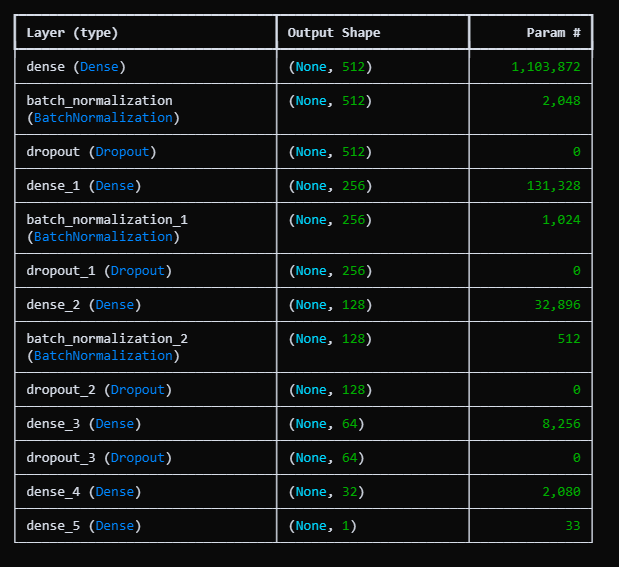 Layer (type) Output Shape Param #
dense (Dense) (None, 512) 1,103,872
batch_normalization (None, 512) 2,048
(BatchNormalization)
dropout (Dropout) (None, 512) 0
dense_1 (Dense) (None, 256) 131,328
batch_normalization_1 (None, 256) 1,024
(BatchNormalization)
dropout_1 (Dropout) (None, 256) 0
dense_2 (Dense) (None, 128) 32,896
batch_normalization_2 (None, 128) 512
(BatchNormalization)
dropout_2 (Dropout) (None, 128) 0
dense_3 (Dense) (None, 64) 8,256
dropout_3 (Dropout) (None, 64) 0
dense_4 (Dense) (None, 32) 2,080
dense_5 (Dense) (None, 1) 33